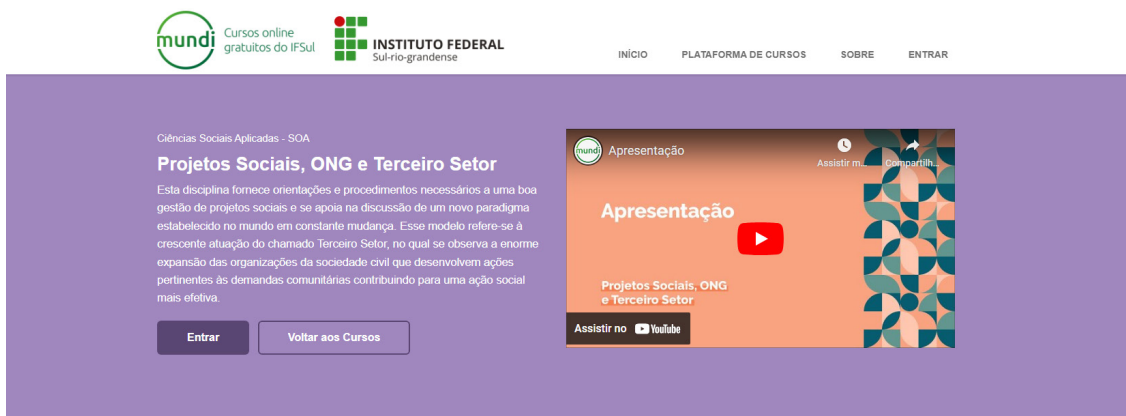 mundi
Cursos online
gratuitos do IFSul
INSTITUTO FEDERAL
Sul-rio-grandense
INÍCIO
PLATAFORMA DE CURSOS
SOBRE
ENTRAR
Ciências Sociais Aplicadas - SOA
Projetos Sociais, ONG e Terceiro Setor
Esta disciplina fornece orientações e procedimentos necessários a uma boa
gestão de projetos sociais e se apoia na discussão de um novo paradigma
estabelecido no mundo em constante mudança. Esse modelo refere-se à
crescente atuação do chamado Terceiro Setor, no qual se observa a enorme
expansão das organizações da sociedade civil que desenvolvem ações
pertinentes às demandas comunitárias contribuindo para uma ação social
mais efetiva.
Entrar
Voltar aos Cursos
mundi
Apresentação
Assistir m...
Compartilh...
Apresentação
Projetos Sociais, ONG
e Terceiro Setor
Assistir no YouTube